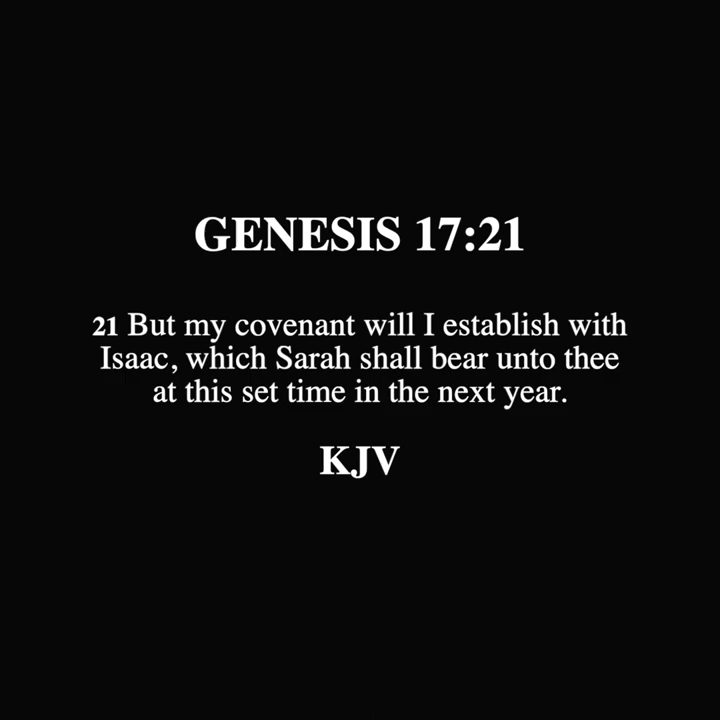 GENESIS 17:21
21 But my covenant will I establish with
Isaac, which Sarah shall bear unto thee
at this set time in the next year.
KJV